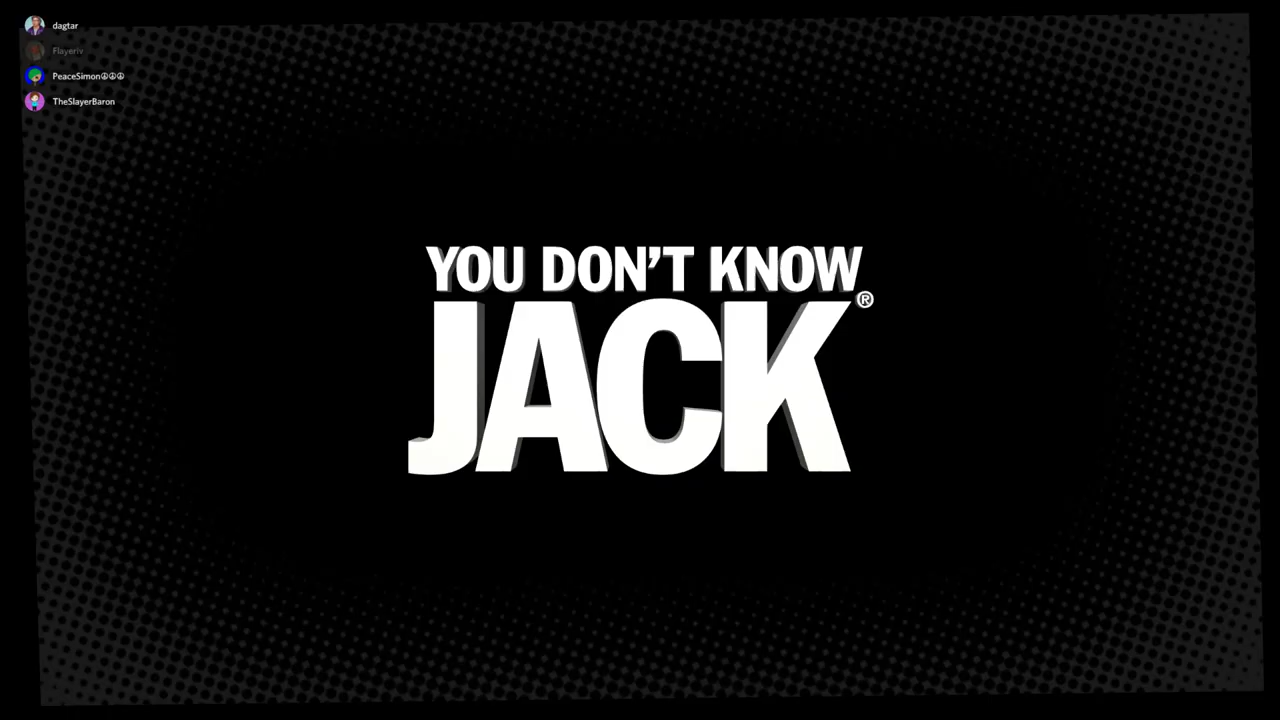 dagtar
Flayeriv
PeaceSimon☮☮☮
TheSlayerBaron
YOU DON'T KNOW
JACK®